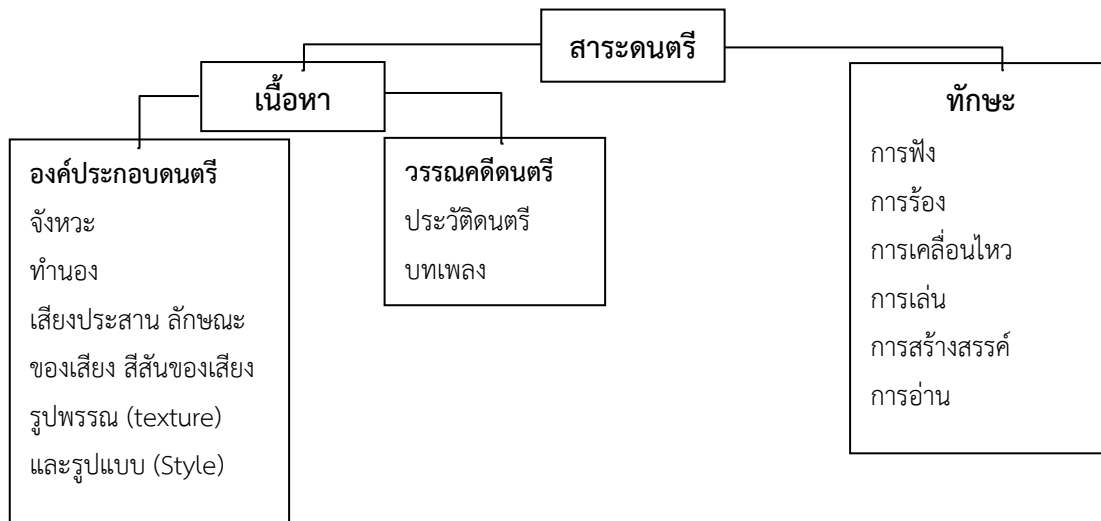 สาระดนตรี
เนื้อหา
องค์ประกอบดนตรี
จังหวะ
ทำนอง
เสียงประสาน ลักษณะ
ของเสียง สีสันของเสียง
รูปพรรณ (texture)
และรูปแบบ (Style)
วรรณคดีดนตรี
ประวัติดนตรี
บทเพลง
ทักษะ
การฟัง
การร้อง
การเคลื่อนไหว
การเล่น
การสร้างสรรค์
การอ่าน